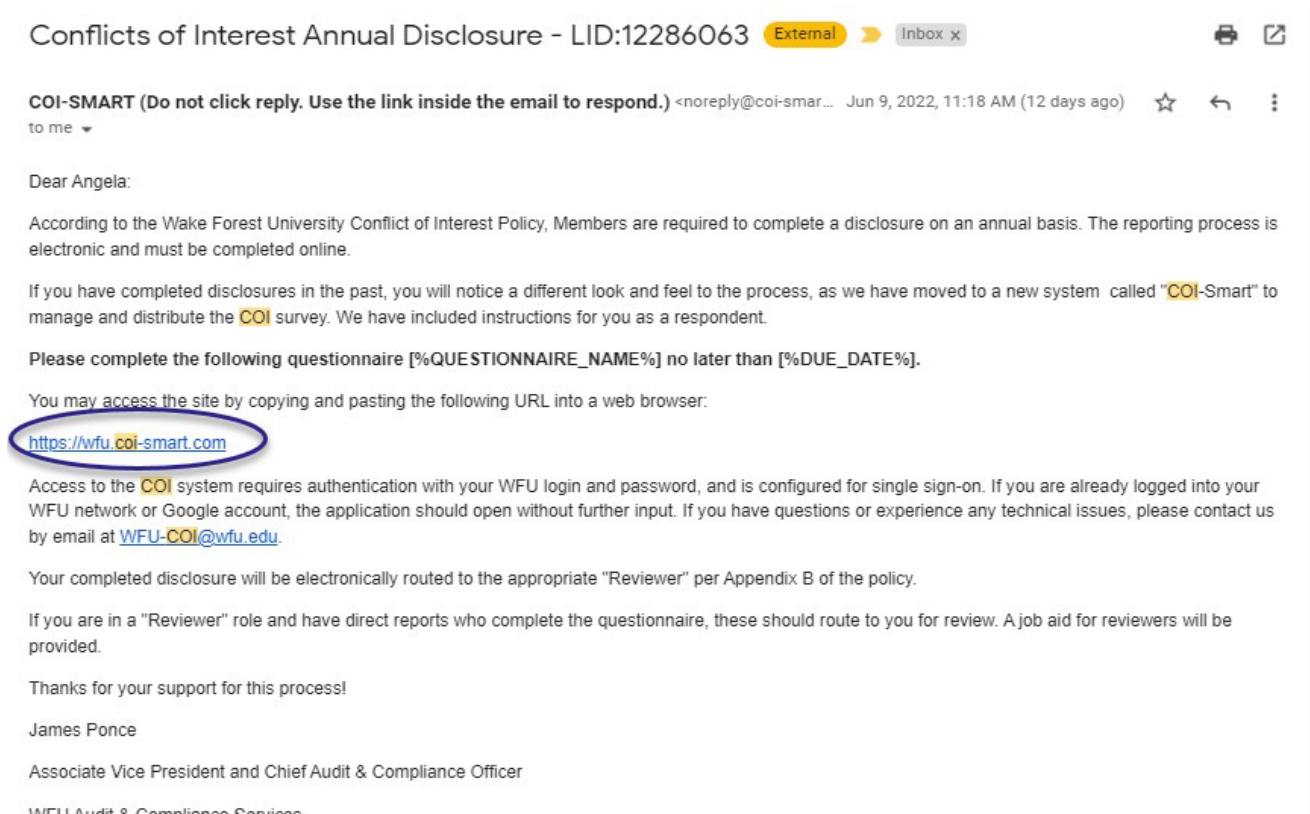 Conflicts of Interest Annual Disclosure - LID:12286063 External Inbox x
COI-SMART (Do not click reply. Use the link inside the email to respond.) <noreply@coi-smar... Jun 9, 2022, 11:18 AM (12 days ago)
to me
Dear Angela:
According to the Wake Forest University Conflict of Interest Policy, Members are required to complete a disclosure on an annual basis. The reporting process is
electronic and must be completed online.
If you have completed disclosures in the past, you will notice a different look and feel to the process, as we have moved to a new system called "COI-Smart" to
manage and distribute the COI survey. We have included instructions for you as a respondent.
Please complete the following questionnaire [%QUESTIONNAIRE_NAME%] no later than [%DUE_DATE%].
You may access the site by copying and pasting the following URL into a web browser:
https://wfu.coi-smart.com
Access to the COI system requires authentication with your WFU login and password, and is configured for single sign-on. If you are already logged into your
WFU network or Google account, the application should open without further input. If you have questions or experience any technical issues, please contact us
by email at WFU-COI@wfu.edu.
Your completed disclosure will be electronically routed to the appropriate "Reviewer" per Appendix B of the policy.
If you are in a "Reviewer" role and have direct reports who complete the questionnaire, these should route to you for review. A job aid for reviewers will be
provided.
Thanks for your support for this process!
James Ponce
Associate Vice President and Chief Audit & Compliance Officer
WFU Audit & Compliance Services